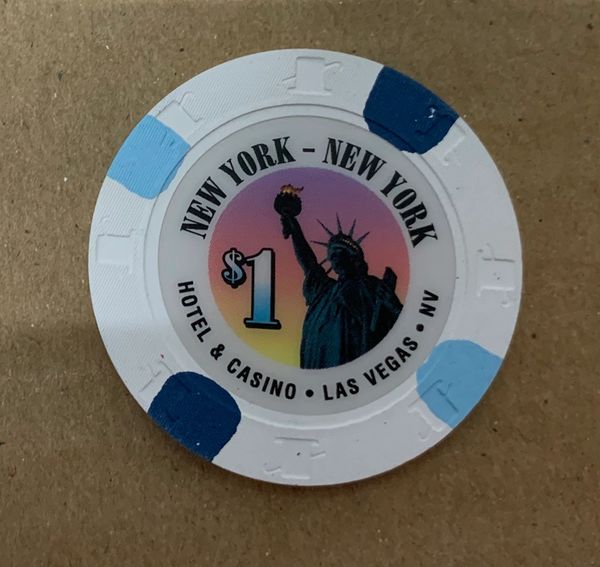 NEW YORK - NEW YORK
$1
HOTEL & CASINO • LAS VEGAS • NV